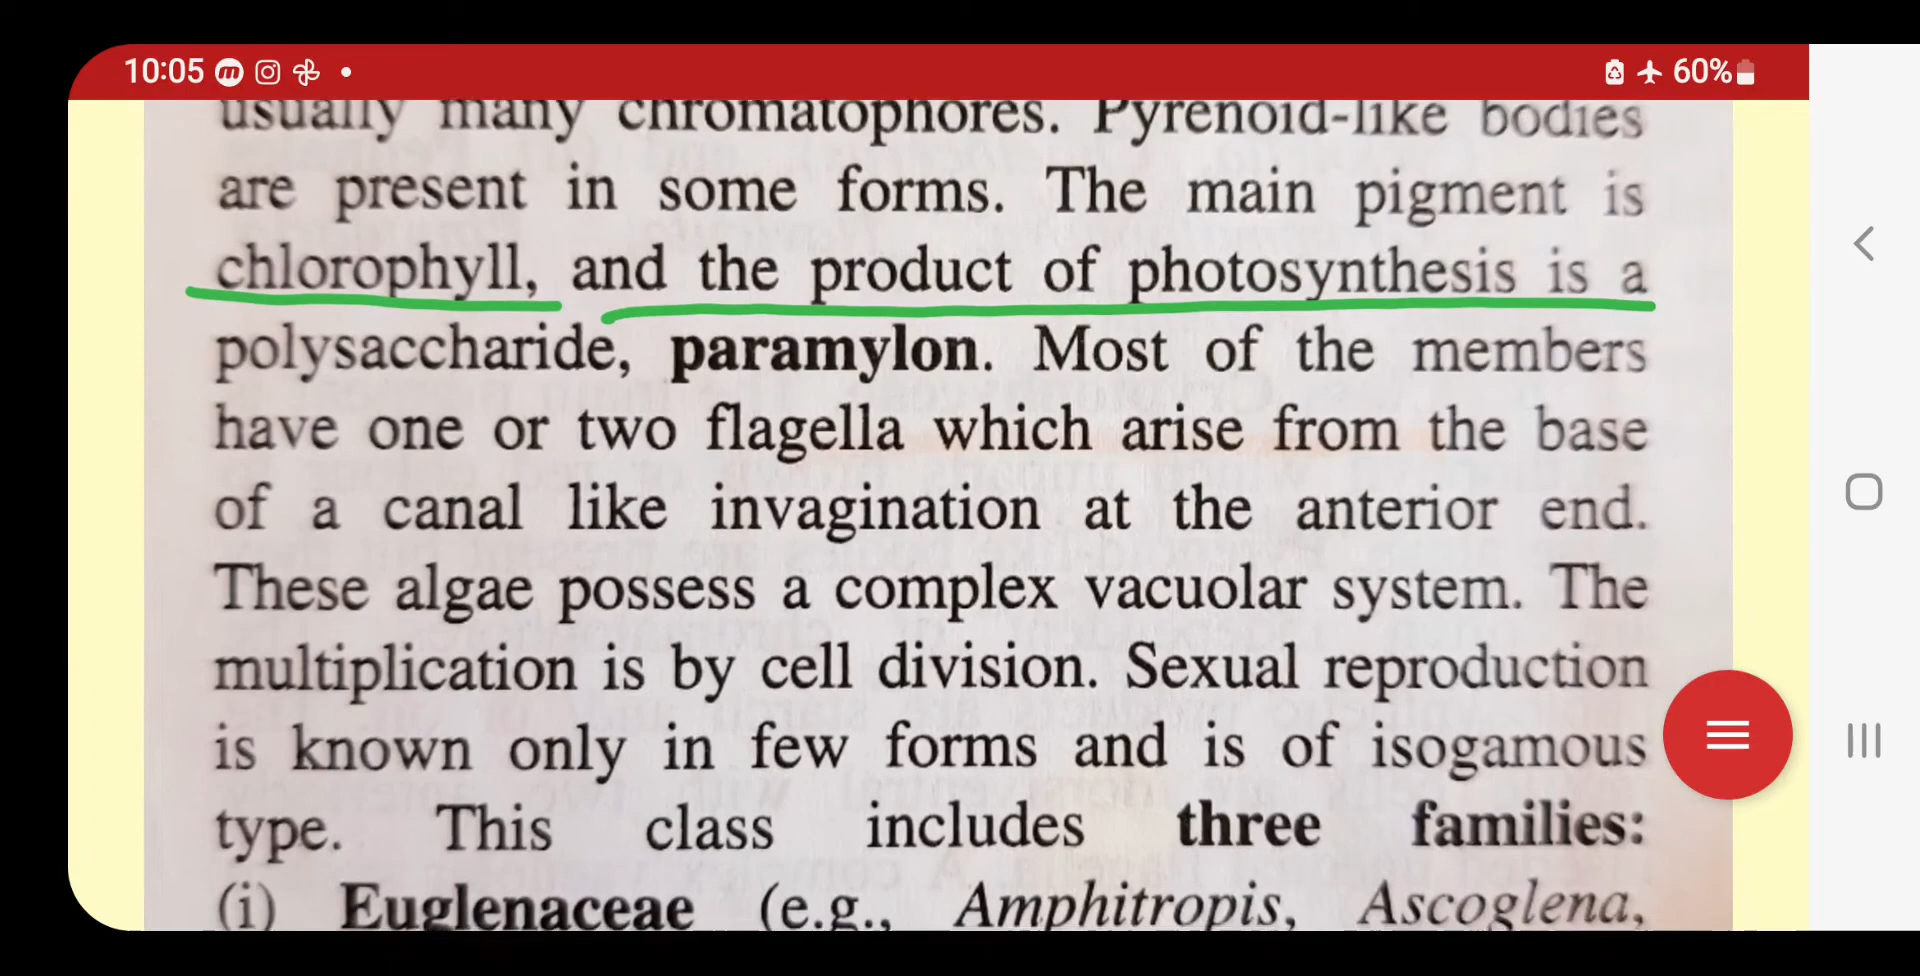 10:05 60%
usually many chromatophores. Pyrenoid-like bodies
are present in some forms. The main pigment is
chlorophyll, and the product of photosynthesis is a
polysaccharide, paramylon. Most of the members
have one or two flagella which arise from the base
of a canal like invagination at the anterior end.
These algae possess a complex vacuolar system. The
multiplication is by cell division. Sexual reproduction
is known only in few forms and is of isogamous
type. This class includes three families:
(i) Euglenaceae (e.g., Amphitropis, Ascoglena,